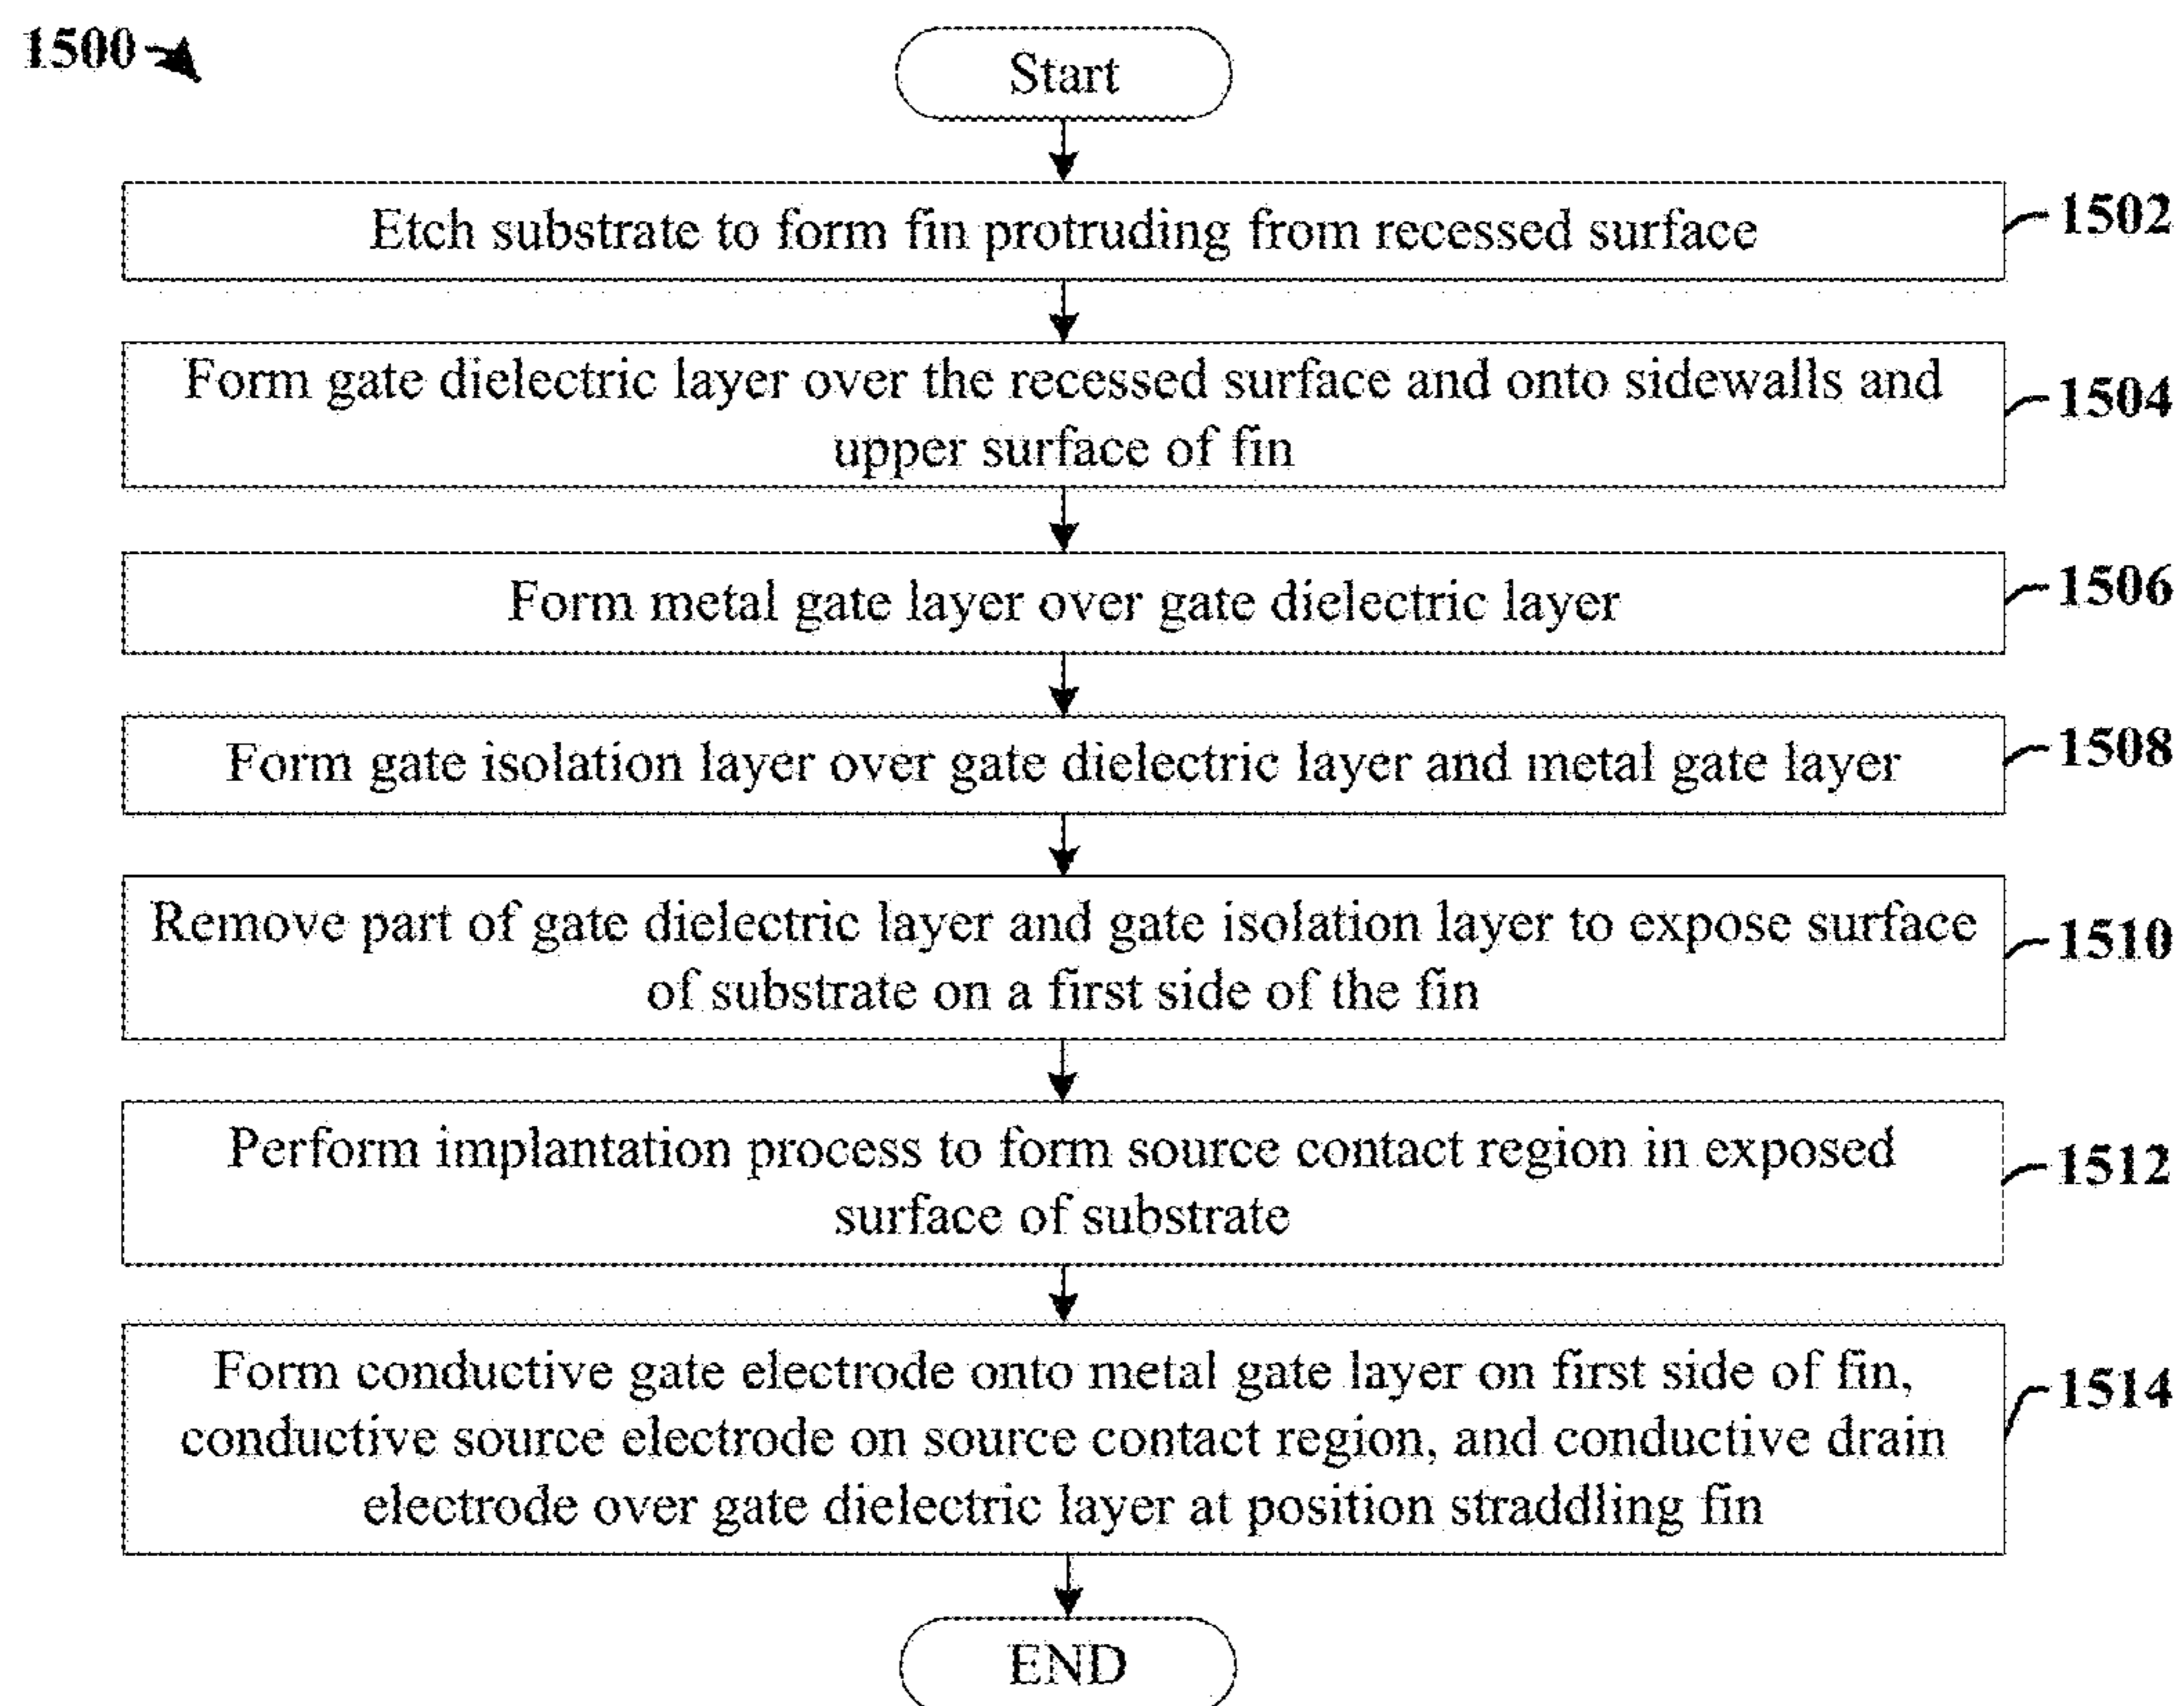 1500
Start
Etch substrate to form fin protruding from recessed surface
1502
Form gate dielectric layer over the recessed surface and onto sidewalls and
upper surface of fin
1504
Form metal gate layer over gate dielectric layer
1506
Form gate isolation layer over gate dielectric layer and metal gate layer
1508
Remove part of gate dielectric layer and gate isolation layer to expose surface
of substrate on a first side of the fin
1510
Perform implantation process to form source contact region in exposed
surface of substrate
1512
Form conductive gate electrode onto metal gate layer on first side of fin,
conductive source electrode on source contact region, and conductive drain
electrode over gate dielectric layer at position straddling fin
1514
END